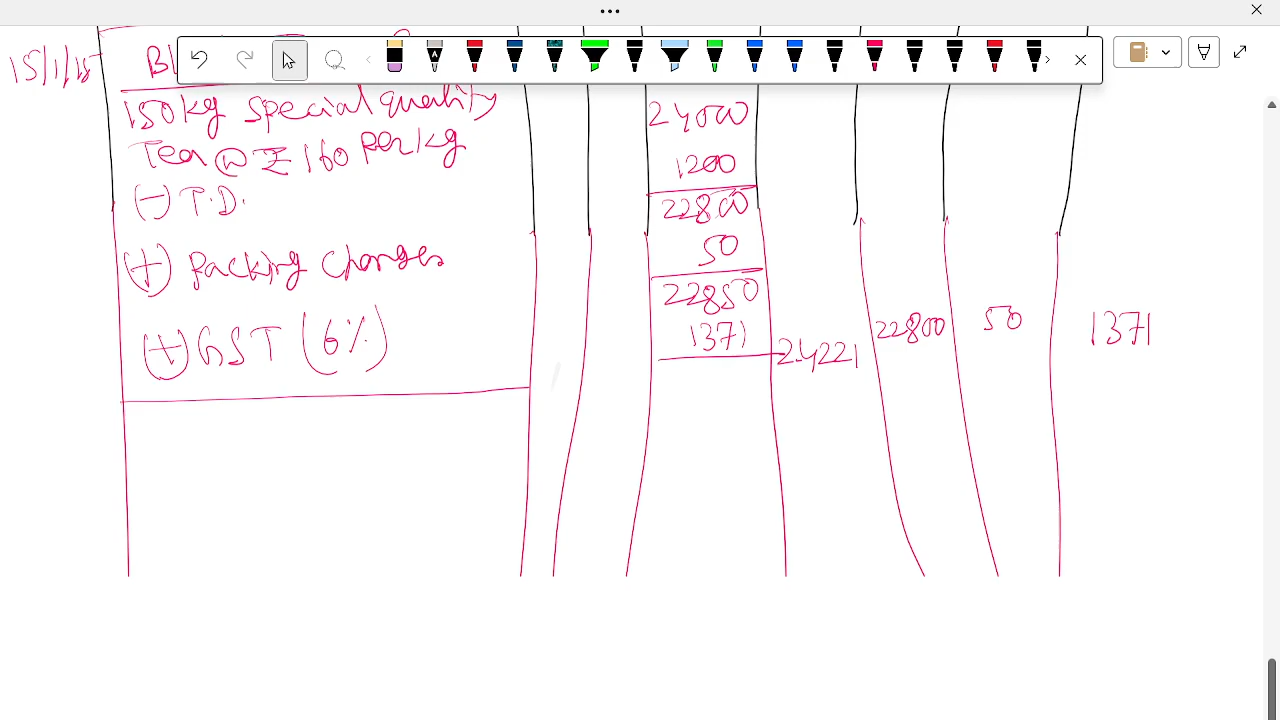 15/1/15
150kg special quality 24000
Tea @ ₹ 160 Per kg 1200
(-) T.D. 22800
50
(+) Packing Charges
22850
(+) GST (6%) 1371 24221 22800 50 1371